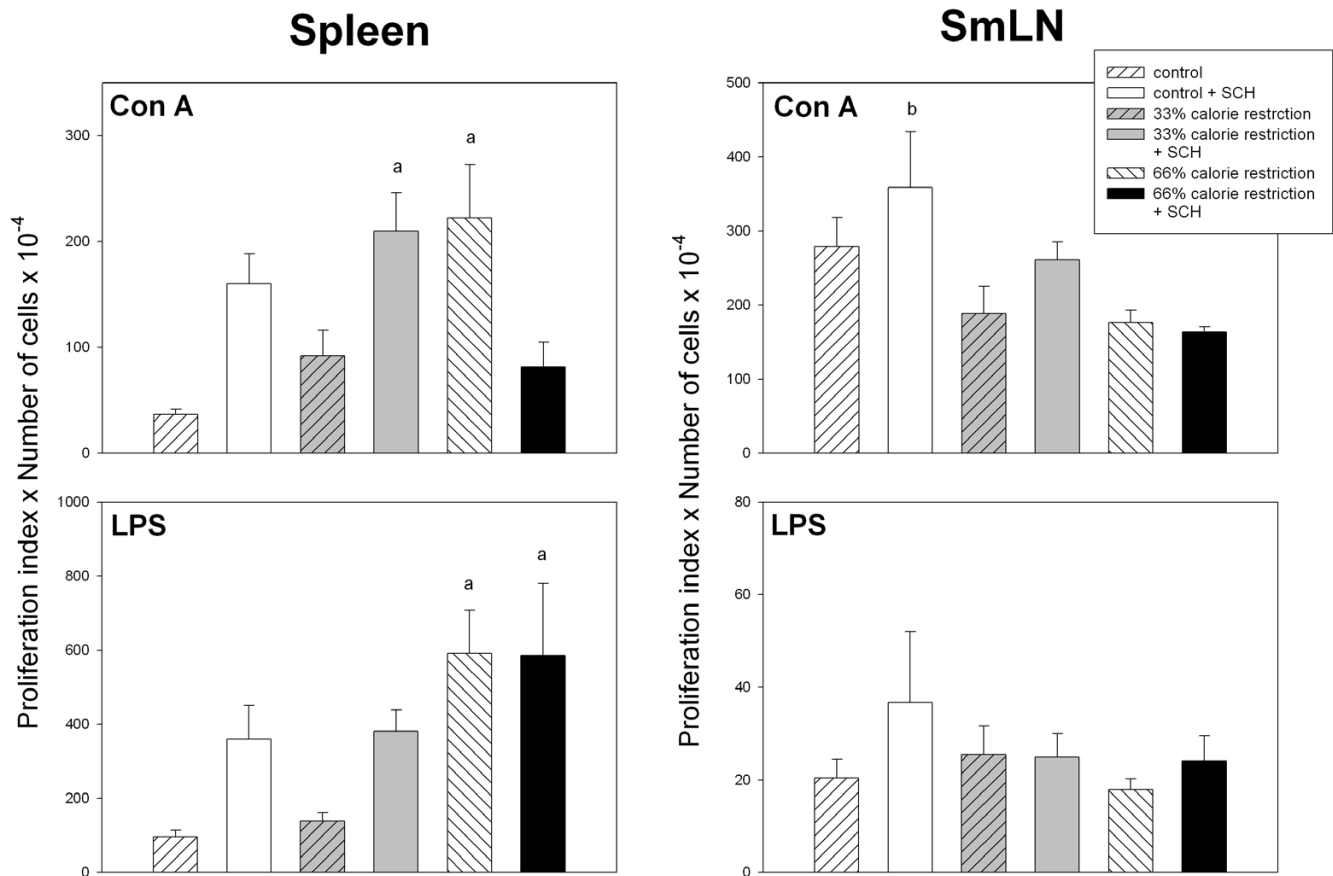 Spleen
SmLN
Proliferation index x Number of cells x 10-4
Con A
300
200
100
0
a
a
LPS
1000
800
600
400
200
0
a
a
Proliferation index x Number of cells x 10-4
Con A
500
400
300
200
100
0
b
control
control + SCH
33% calorie restrction
33% calorie restrction
+ SCH
66% calorie restriction
66% calorie restriction
+ SCH
LPS
80
60
40
20
0